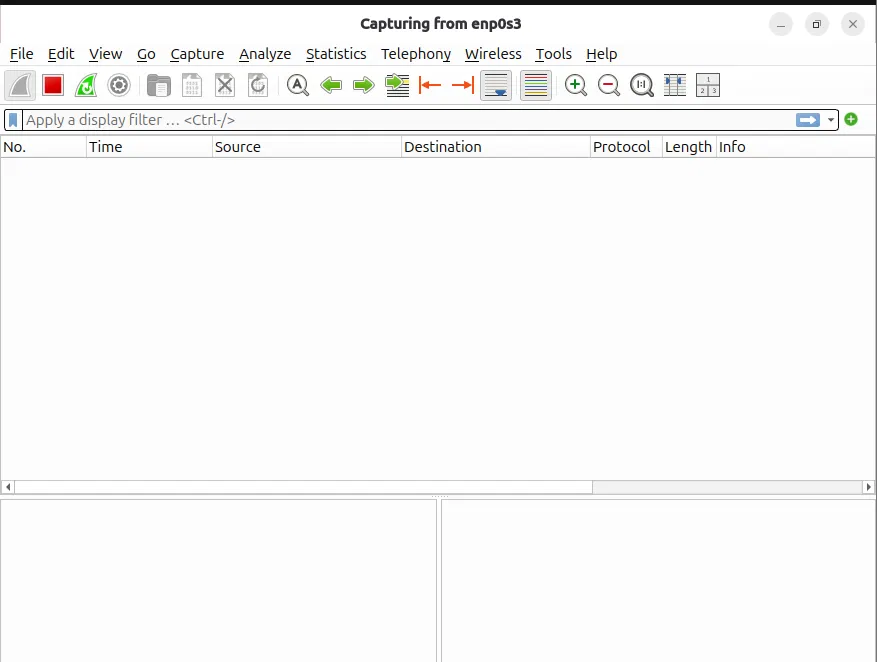 Capturing from enp0s3
File Edit View Go Capture Analyze Statistics Telephony Wireless Tools Help
Apply a display filter … <Ctrl-/>
No. Time Source Destination Protocol Length Info